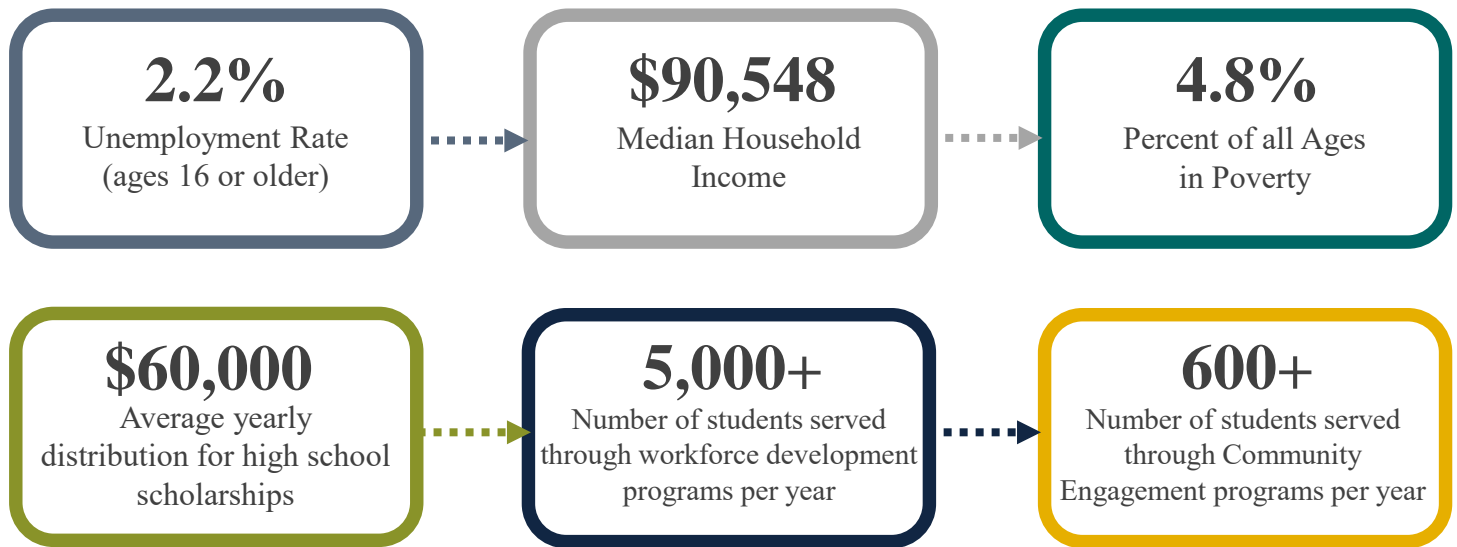 2.2%
Unemployment Rate
(ages 16 or older)
$90,548
Median Household
Income
4.8%
Percent of all Ages
in Poverty
$60,000
Average yearly
distribution for high school
scholarships
5,000+
Number of students served
through workforce development
programs per year
600+
Number of students served
through Community
Engagement programs per year